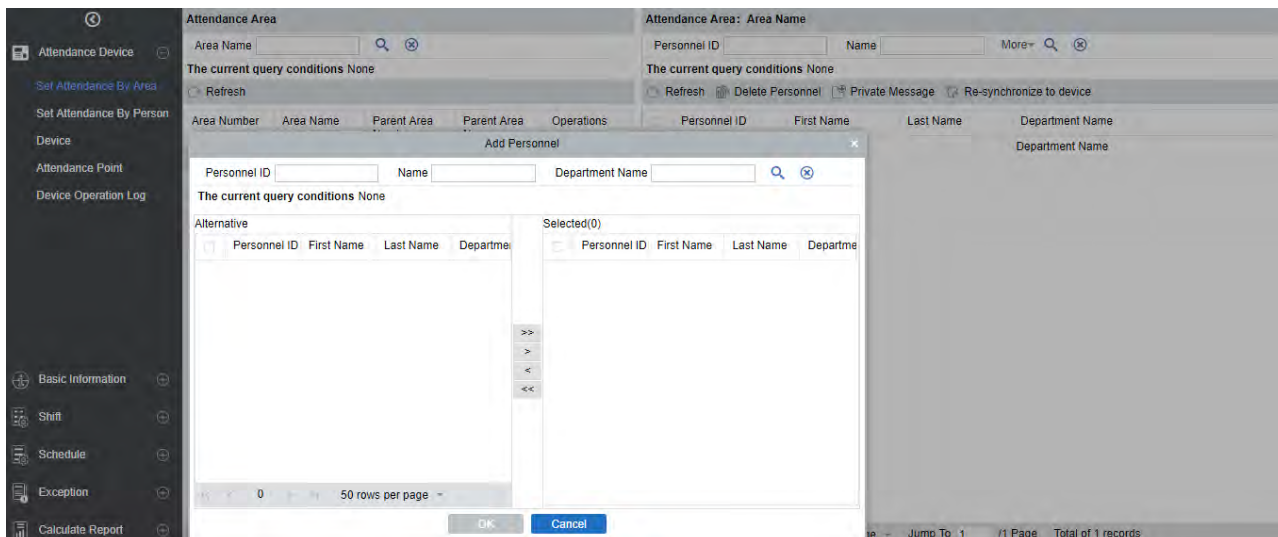 Attendance Device
Set Attendance By Area
Set Attendance By Person
Device
Attendance Point
Device Operation Log
Basic Information
Shift
Schedule
Exception
Calculate Report
Attendance Area
Area Name
The current query conditions None
Refresh
Area Number Area Name Parent Area Parent Area Operations
Attendance Area: Area Name
Personnel ID Name More
The current query conditions None
Refresh Delete Personnel Private Message Re-synchronize to device
Personnel ID First Name Last Name Department Name
Department Name
Add Personnel
Personnel ID Name Department Name
The current query conditions None
Alternative
Personnel ID First Name Last Name Departme
>>
>
<
<<
Selected(0)
Personnel ID First Name Last Name Departme
0 50 rows per page
OK Cancel
Jump To 1 /1 Page Total of 1 records